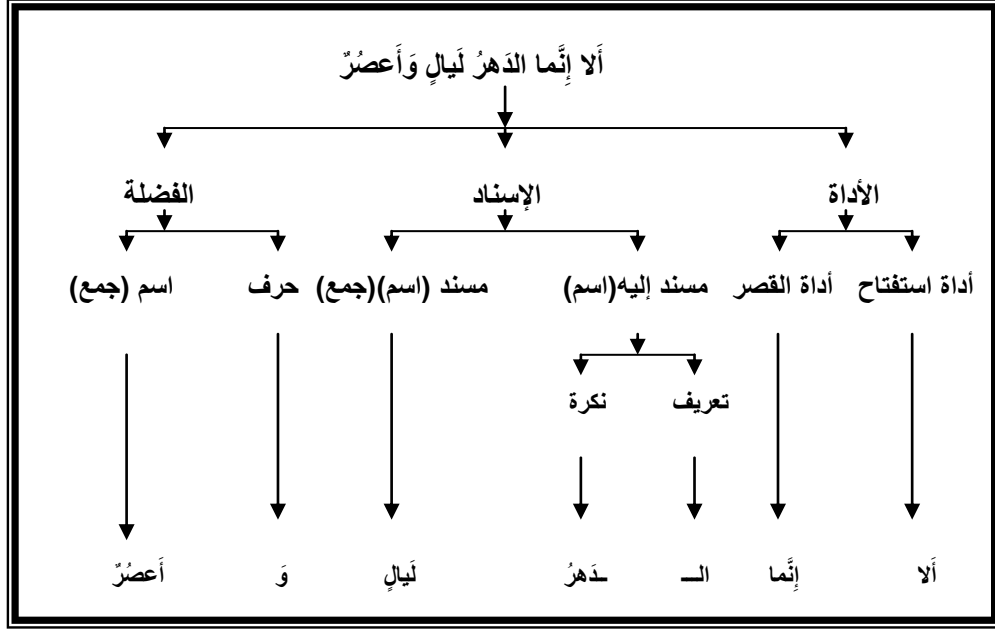 أَلا إِنَّما الدَهرُ لَيالٍ وَأَعصُرٌ
الأداة الإسناد الفضلة
أداة استفتاح أداة القصر مسند إليه(اسم) مسند (اسم)(جمع) حرف اسم (جمع)
تعريف نكرة
أَلا إِنَّما الـــ ـدَهرُ لَيالٍ وَ أَعصُرٌ